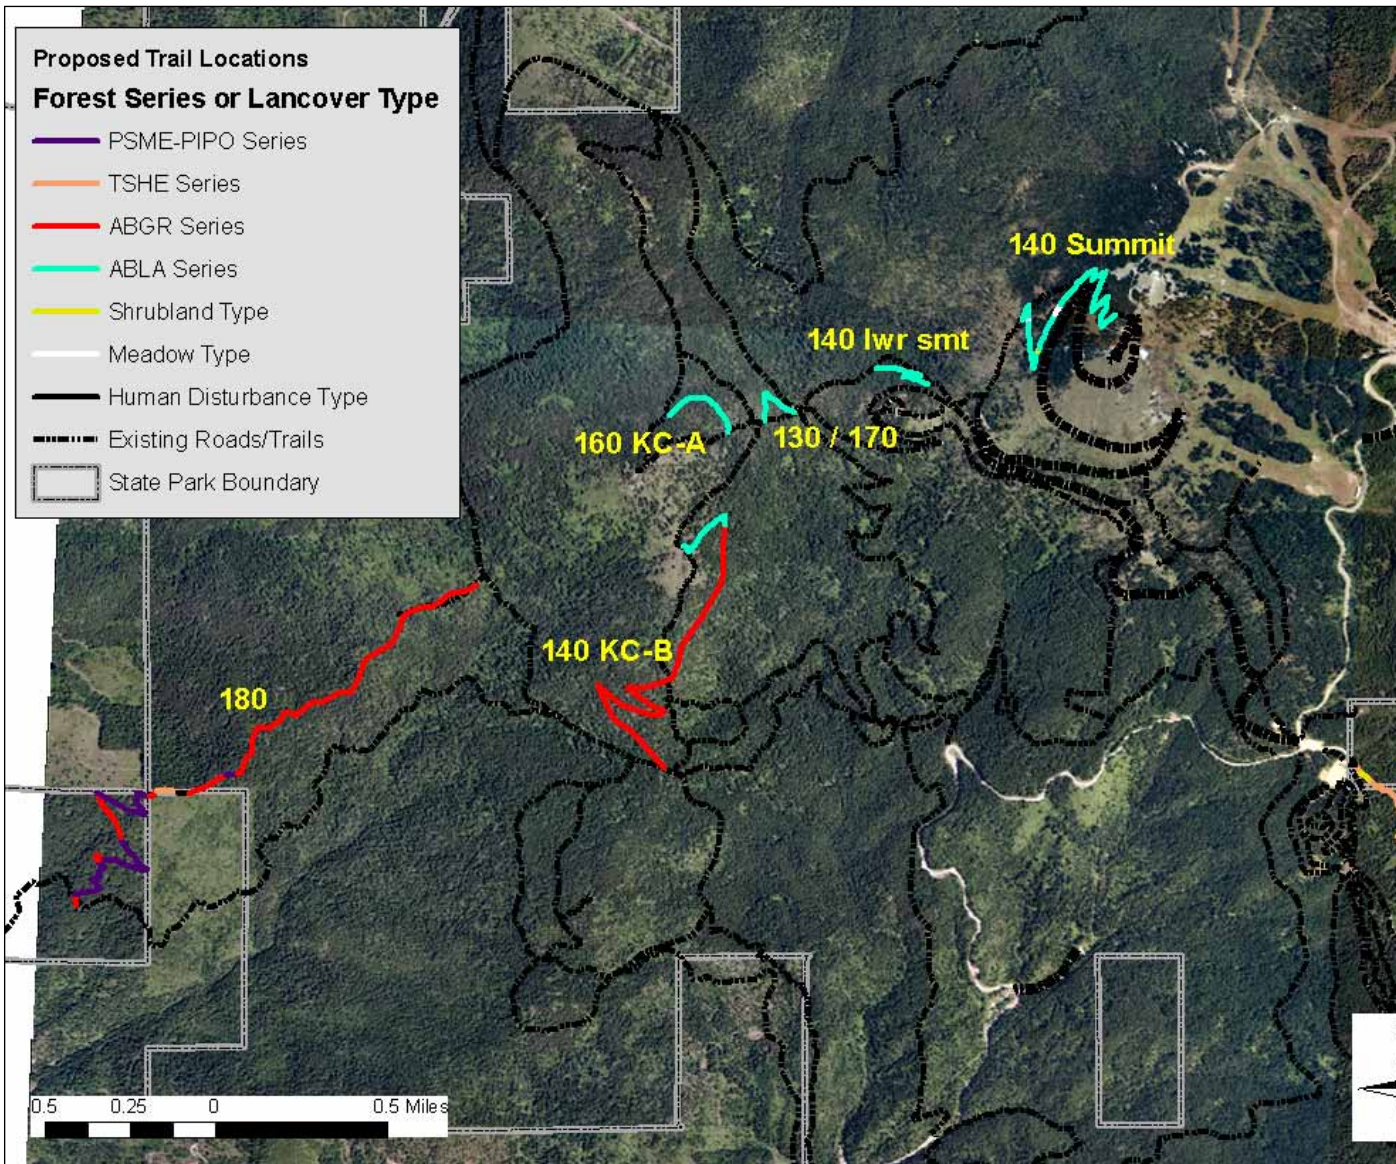 Proposed Trail Locations
Forest Series or Lancover Type
PSME-PIPO Series
TSHE Series
ABGR Series
ABLA Series
Shrubland Type
Meadow Type
Human Disturbance Type
Existing Roads/Trails
State Park Boundary
140 Summit
140 lwr smt
160 KC-A
130 / 170
140 KC-B
180
0.5 0.25 0 0.5 Miles